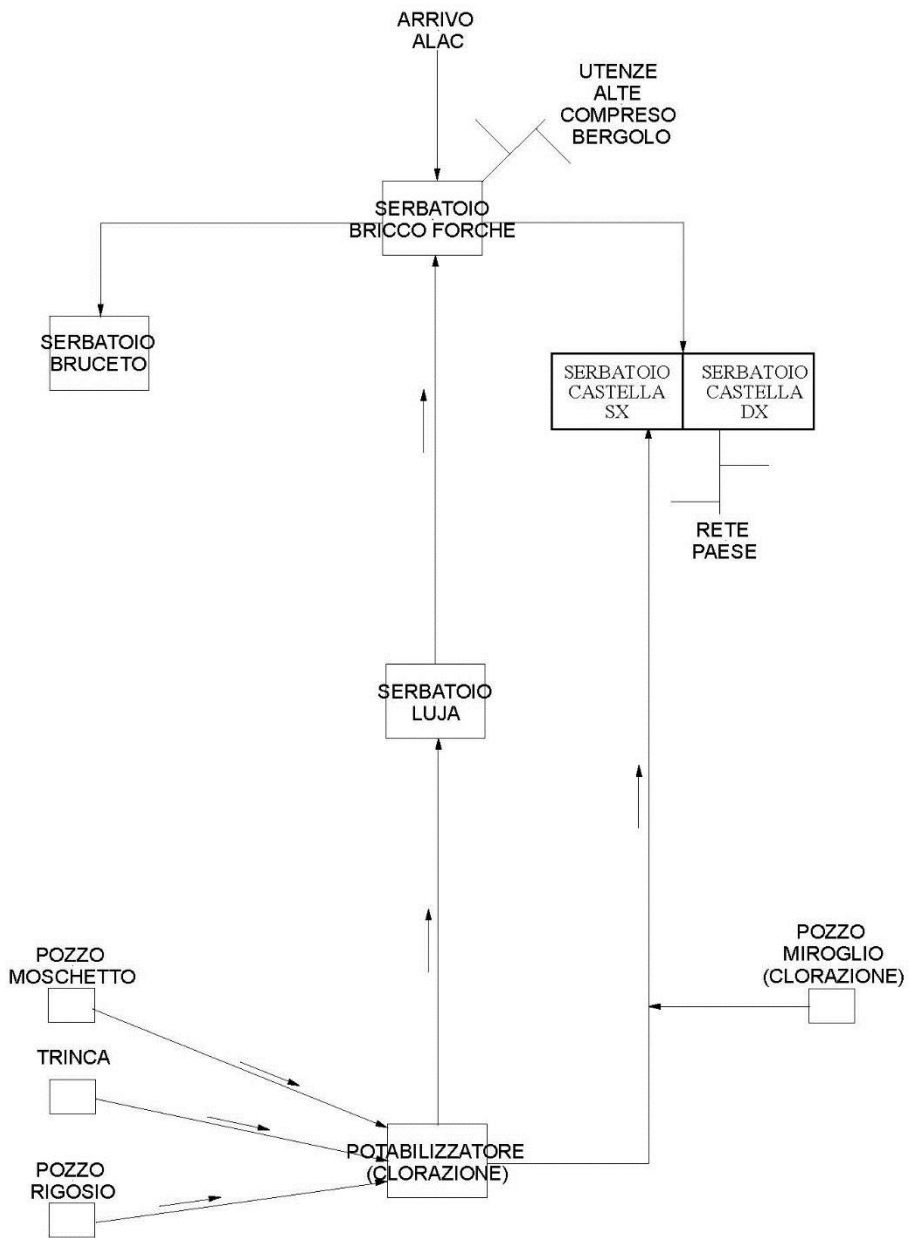 ARRIVO
ALAC
UTENZE
ALTE
COMPRESO
BERGOLO
SERBATOIO
BRICCO FORCHE
SERBATOIO
BRUCETO
SERBATOIO
CASTELLA
SX
SERBATOIO
CASTELLA
DX
RETE
PAESE
SERBATOIO
LUJA
POZZO
MOSCHETTO
POZZO
MIROGLIO
(CLORAZIONE)
TRINCA
POTABILIZZATORE
(CLORAZIONE)
POZZO
RIGOSIO